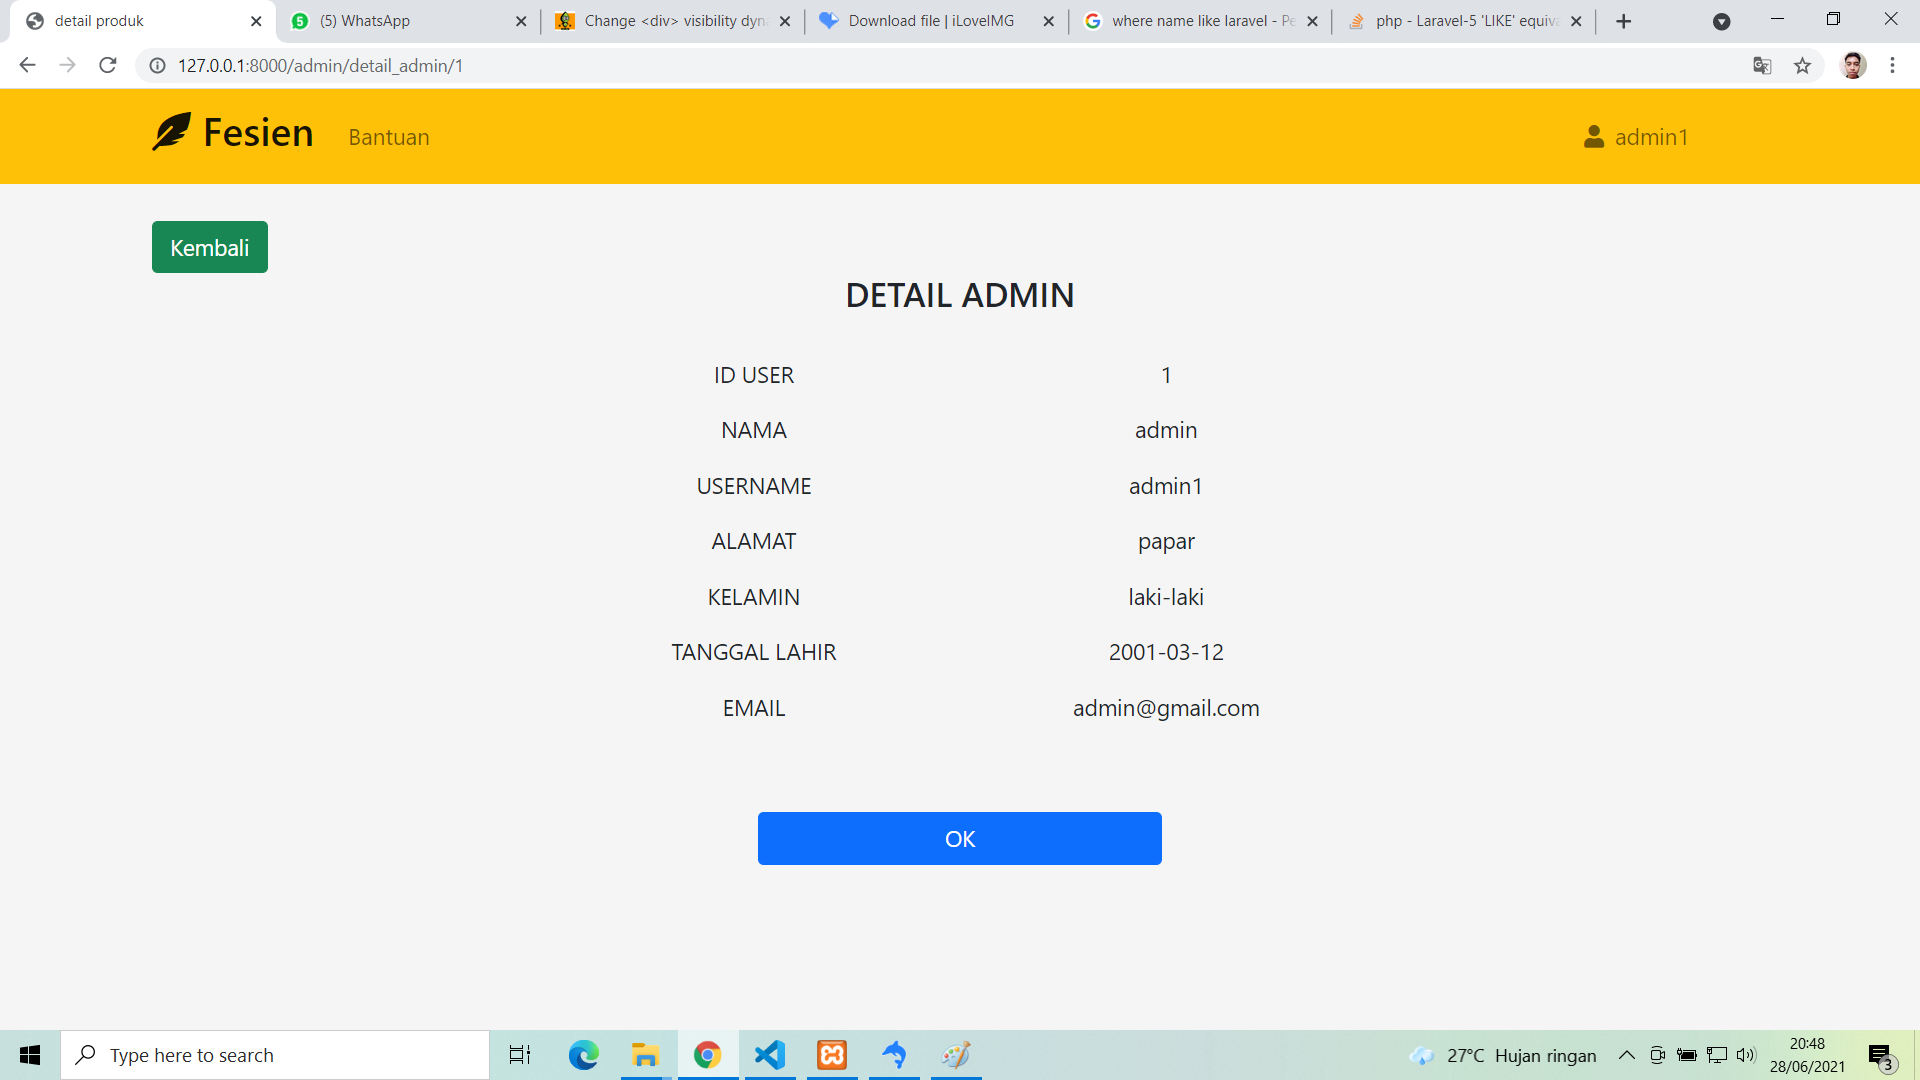 detail produk
(5) WhatsApp
Change <div> visibility dyn
Download file | iLoveIMG
where name like laravel - Pe
php - Laravel-5 'LIKE' equiva
127.0.0.1:8000/admin/detail_admin/1
Fesien
Bantuan
admin1
Kembali
DETAIL ADMIN
ID USER 1
NAMA admin
USERNAME admin1
ALAMAT papar
KELAMIN laki-laki
TANGGAL LAHIR 2001-03-12
EMAIL admin@gmail.com
OK
Type here to search
27°C Hujan ringan
20:48
28/06/2021
3